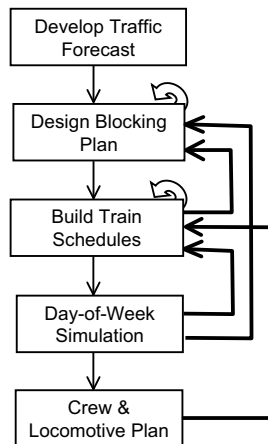 Develop Traffic
Forecast
Design Blocking
Plan
Build Train
Schedules
Day-of-Week
Simulation
Crew &
Locomotive Plan